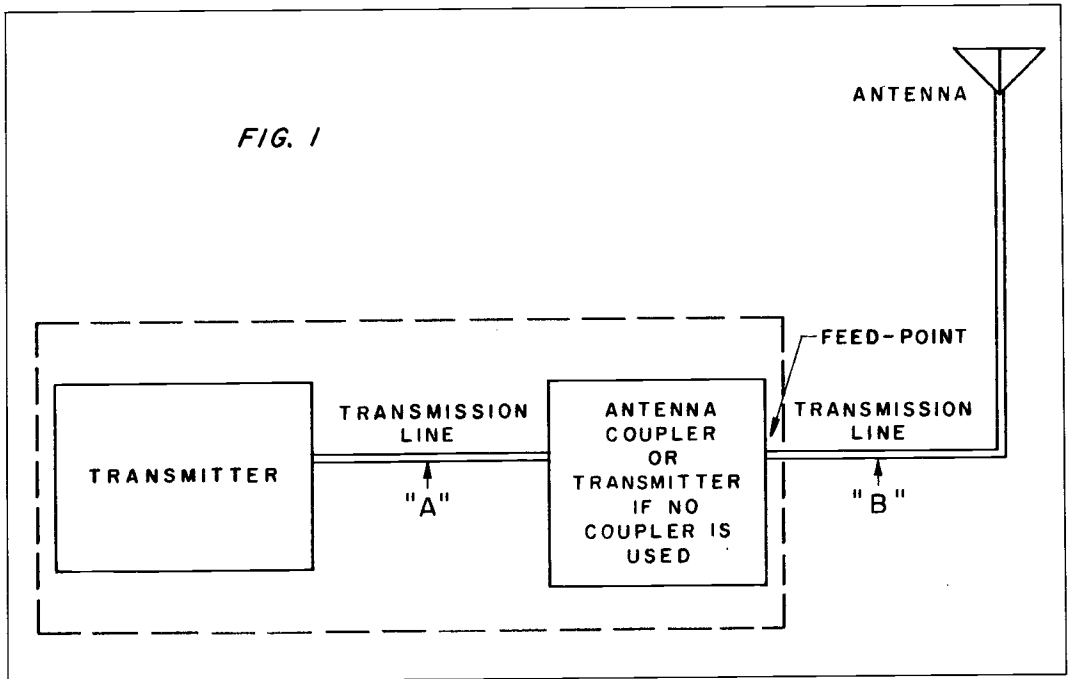 ANTENNA
FIG. 1
FEED-POINT
TRANSMITTER
TRANSMISSION
LINE
"A"
ANTENNA
COUPLER
OR
TRANSMITTER
IF NO
COUPLER IS
USED
TRANSMISSION
LINE
"B"